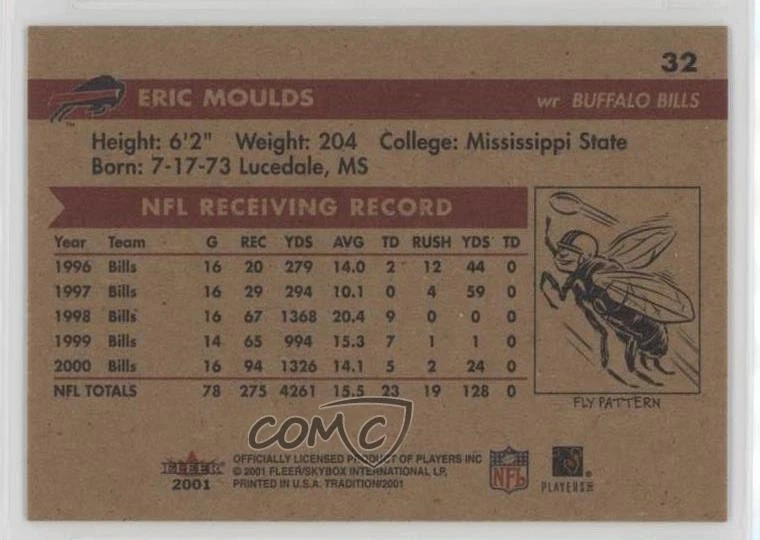 32
ERIC MOULDS wr BUFFALO BILLS
Height: 6'2" Weight: 204 College: Mississippi State
Born: 7-17-73 Lucedale, MS
NFL RECEIVING RECORD
Year Team G REC YDS AVG TD RUSH YDS TD
1996 Bills 16 20 279 14.0 2 12 44 0
1997 Bills 16 29 294 10.1 0 4 59 0
1998 Bills 16 67 1368 20.4 9 0 0 0
1999 Bills 14 65 994 15.3 7 1 1 0
2000 Bills 16 94 1326 14.1 5 2 24 0
NFL TOTALS 78 275 4261 15.5 23 19 128 0
FLY PATTERN
COMC
FLEER
2001
OFFICIALLY LICENSED PRODUCT OF PLAYERS INC
© 2001 FLEER/SKYBOX INTERNATIONAL LP,
PRINTED IN U.S.A. TRADITION/2001
NFL
PLAYERS INC